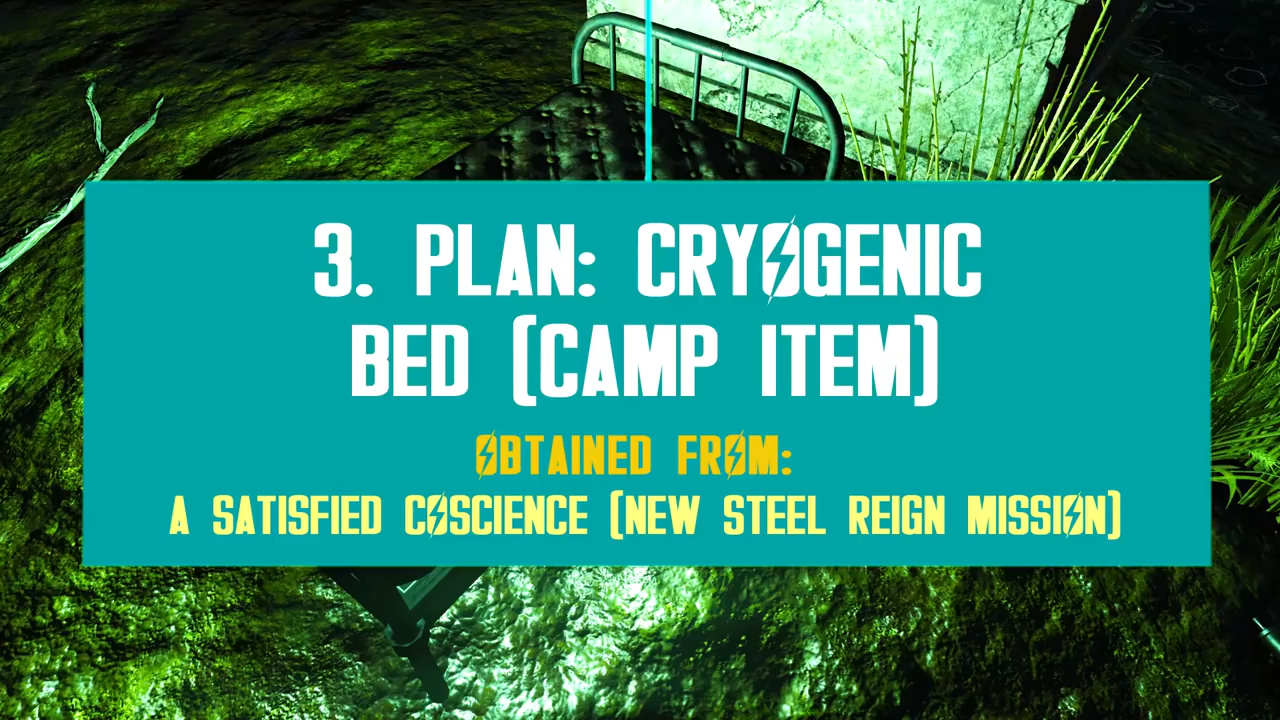 3. PLAN: CRYOGENIC
BED (CAMP ITEM)
OBTAINED FROM:
A SATISFIED COSCIENCE (NEW STEEL REIGN MISSION)